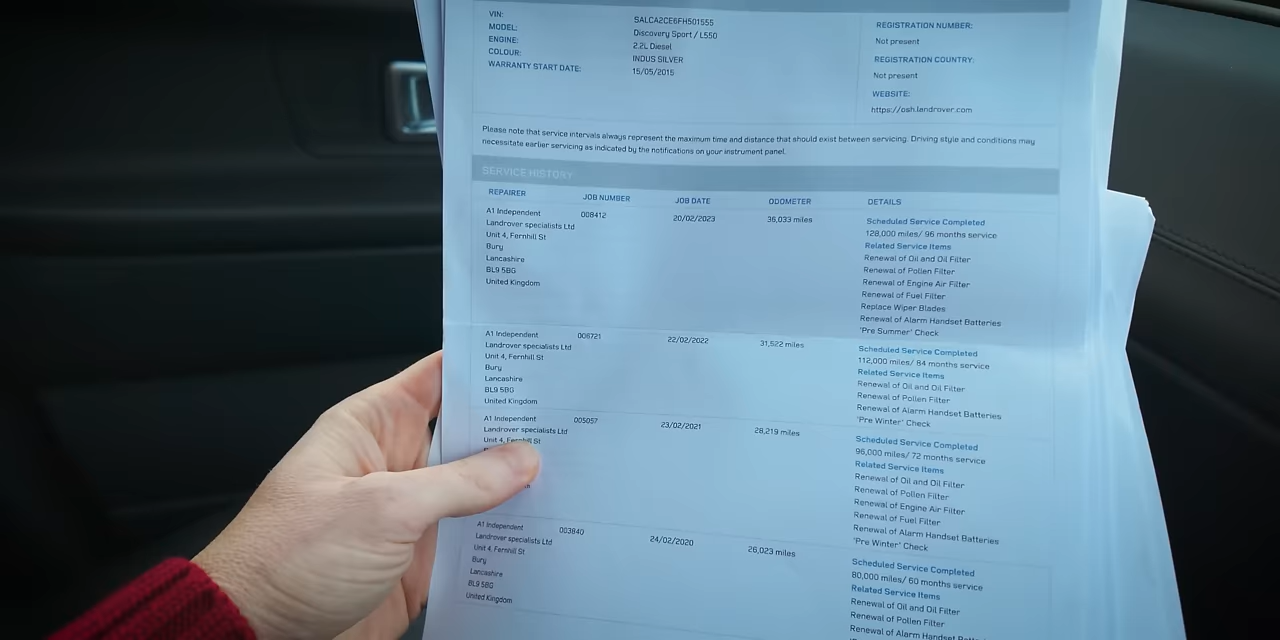 VIN: SALCA2CE6FH501555
MODEL: Discovery Sport / L550
ENGINE: 2.2L Diesel
COLOUR: INDUS SILVER
WARRANTY START DATE: 15/05/2015
REGISTRATION NUMBER:
Not present
REGISTRATION COUNTRY:
Not present
WEBSITE:
https://osh.landrover.com
Please note that service intervals always represent the maximum time and distance that should exist between servicing. Driving style and conditions may
necessitate earlier servicing as indicated by the notifications on your instrument panel.
SERVICE HISTORY
REPAIRER JOB NUMBER JOB DATE ODOMETER DETAILS
A1 Independent 008412 20/02/2023 36,033 miles Scheduled Service Completed
Landrover specialists Ltd 128,000 miles/ 96 months service
Unit 4, Fernhill St Related Service Items
Bury Renewal of Oil and Oil Filter
Lancashire Renewal of Pollen Filter
BL9 5BG Renewal of Engine Air Filter
United Kingdom Renewal of Fuel Filter
Replace Wiper Blades
Renewal of Alarm Handset Batteries
'Pre Summer' Check
A1 Independent 006721 22/02/2022 31,522 miles Scheduled Service Completed
Landrover specialists Ltd 112,000 miles/ 84 months service
Unit 4, Fernhill St Related Service Items
Bury Renewal of Oil and Oil Filter
Lancashire Renewal of Pollen Filter
BL9 5BG Renewal of Alarm Handset Batteries
United Kingdom 'Pre Winter' Check
A1 Independent 005057 23/02/2021 28,219 miles Scheduled Service Completed
Landrover specialists Ltd 96,000 miles/ 72 months service
Unit 4, Fernhill St Related Service Items
Renewal of Oil and Oil Filter
Renewal of Pollen Filter
Renewal of Engine Air Filter
Renewal of Fuel Filter
Renewal of Alarm Handset Batteries
'Pre Winter' Check
A1 Independent 003840 24/02/2020 26,023 miles Scheduled Service Completed
Landrover specialists Ltd 80,000 miles/ 60 months service
Unit 4, Fernhill St Related Service Items
Bury Renewal of Oil and Oil Filter
Lancashire Renewal of Pollen Filter
BL9 5BG Renewal of Alarm Handset
United Kingdom